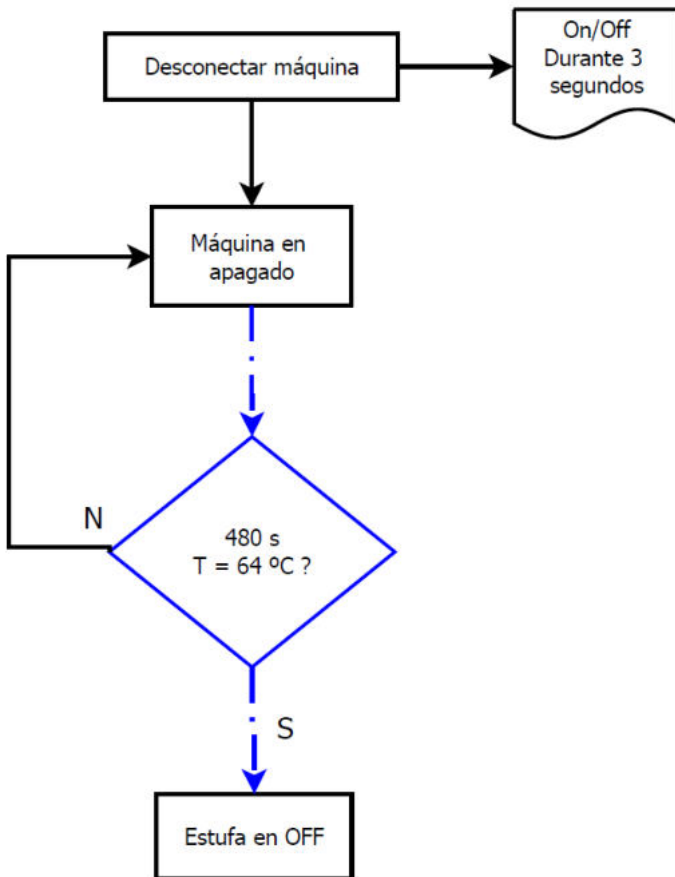 Desconectar máquina
On/Off
Durante 3
segundos
Máquina en
apagado
N
480 s
T = 64 ºC ?
S
Estufa en OFF